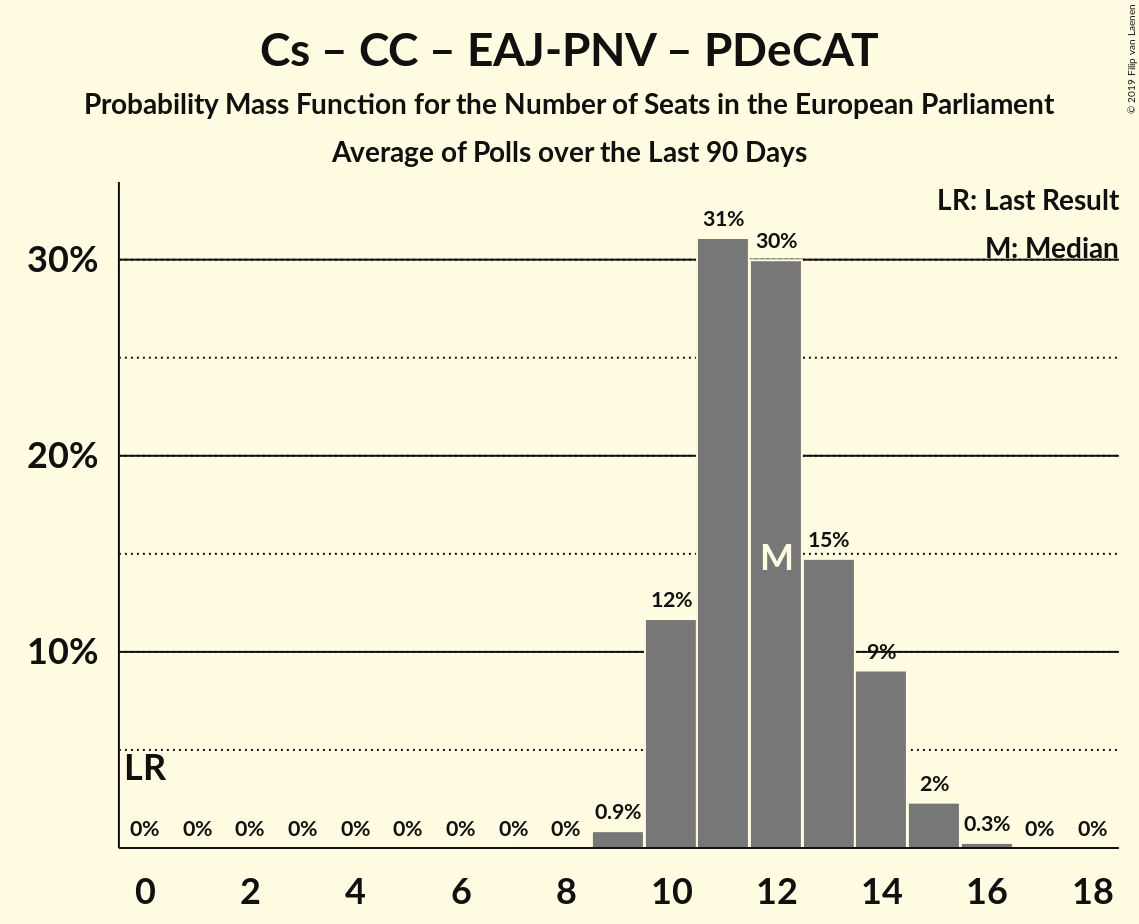 Cs – CC – EAJ-PNV – PDeCAT
Probability Mass Function for the Number of Seats in the European Parliament
Average of Polls over the Last 90 Days
© 2019 Filip van Laenen
LR: Last Result
M: Median
30%
20%
10%
31%
30%
15%
12%
9%
2%
0.9%
0.3%
M
LR
0% 0% 0% 0% 0% 0% 0% 0% 0% 0% 0%
0 2 4 6 8 10 12 14 16 18